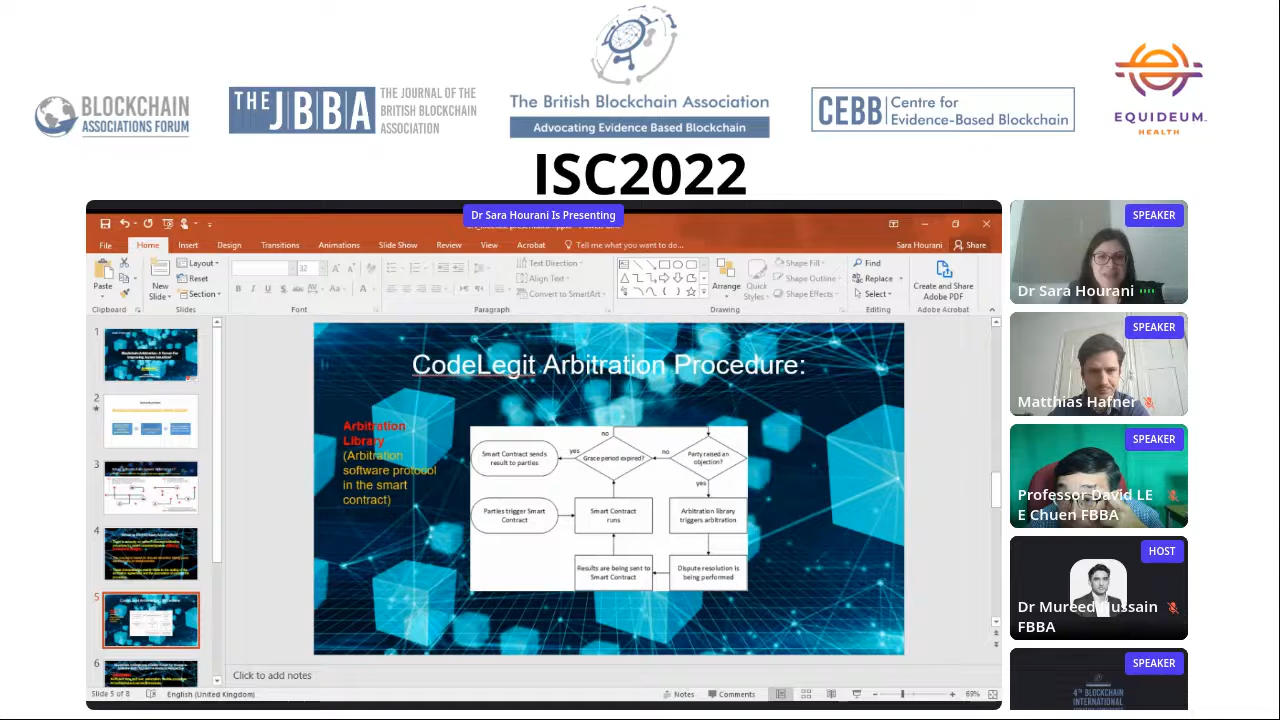 BLOCKCHAIN
ASSOCIATIONS FORUM
THE JBBA
THE JOURNAL OF THE
BRITISH BLOCKCHAIN
ASSOCIATION
The British Blockchain Association
Advocating Evidence Based Blockchain
CEBB
Centre for
Evidence-Based Blockchain
EQUIDEUM
HEALTH
ISC2022
Dr Sara Hourani Is Presenting
File Home Insert Design Transitions Animations Slide Show Review View Acrobat Tell me what you want to do...
Sara Hourani Share
Paste
New
Slide
Layout
Reset
Section
32
Text Direction
Align Text
Convert to SmartArt
Arrange
Quick
Styles
Shape Fill
Shape Outline
Shape Effects
Find
Replace
Select
Create and Share
Adobe PDF
Clipboard Slides Font Paragraph Drawing Editing Adobe Acrobat
1
2
3
4
5
6
CodeLegit Arbitration Procedure:
Arbitration
Library
(Arbitration
software protocol
in the smart
contract)
no
Smart Contract sends
result to parties
yes
Grace period expired?
no
Party raised an
objection?
yes
Parties trigger Smart
Contract
Smart Contract
runs
Arbitration library
triggers arbitration
Results are being sent to
Smart Contract
Dispute resolution is
being performed
Click to add notes
Slide 5 of 8 English (United Kingdom) Notes Comments 69%
SPEAKER
Dr Sara Hourani
SPEAKER
Matthias Hafner
SPEAKER
Professor David LE
E Chuen FBBA
HOST
Dr Mureed Hussain
FBBA
SPEAKER
4TH BLOCKCHAIN
INTERNATIONAL